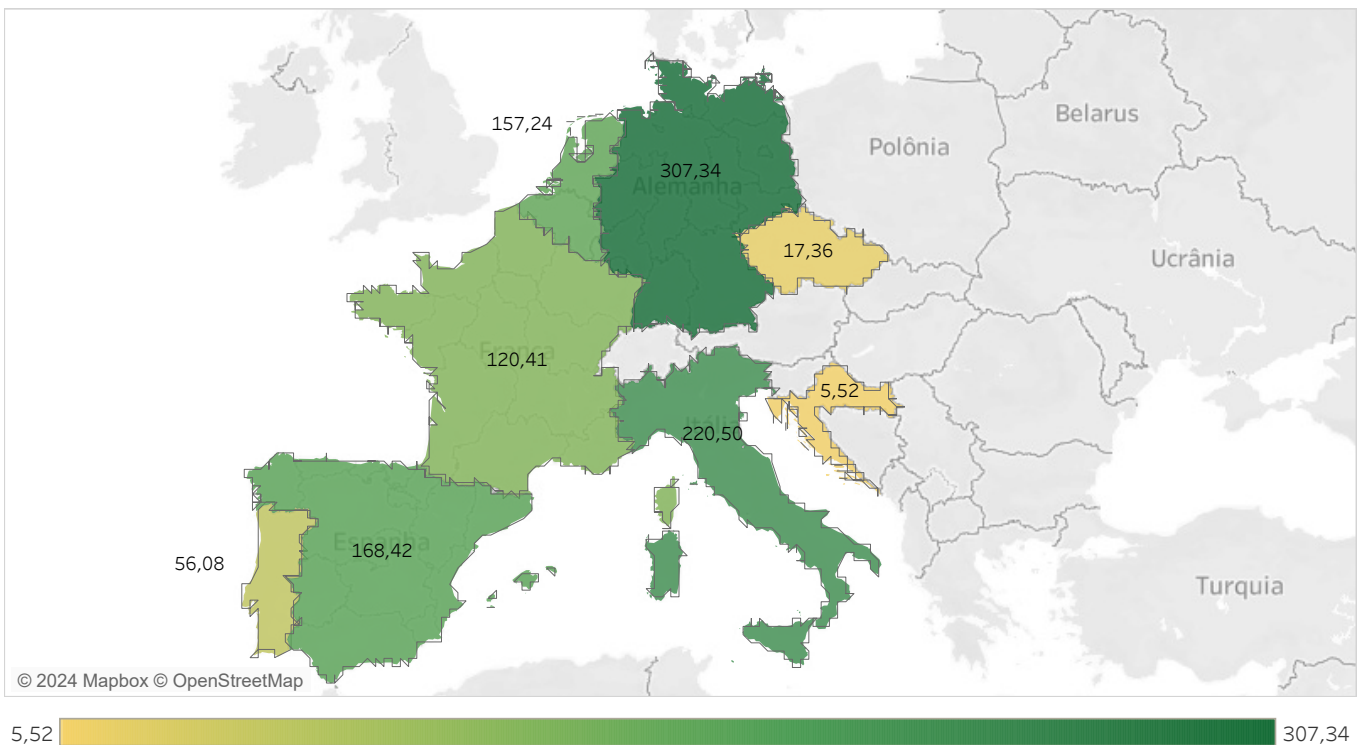 Belarus
157,24
Polônia
307,34
Alemanha
17,36
Ucrânia
França
120,41
5,52
Itália
220,50
Espanha
168,42
56,08
Turquia
© 2024 Mapbox © OpenStreetMap
5,52
307,34